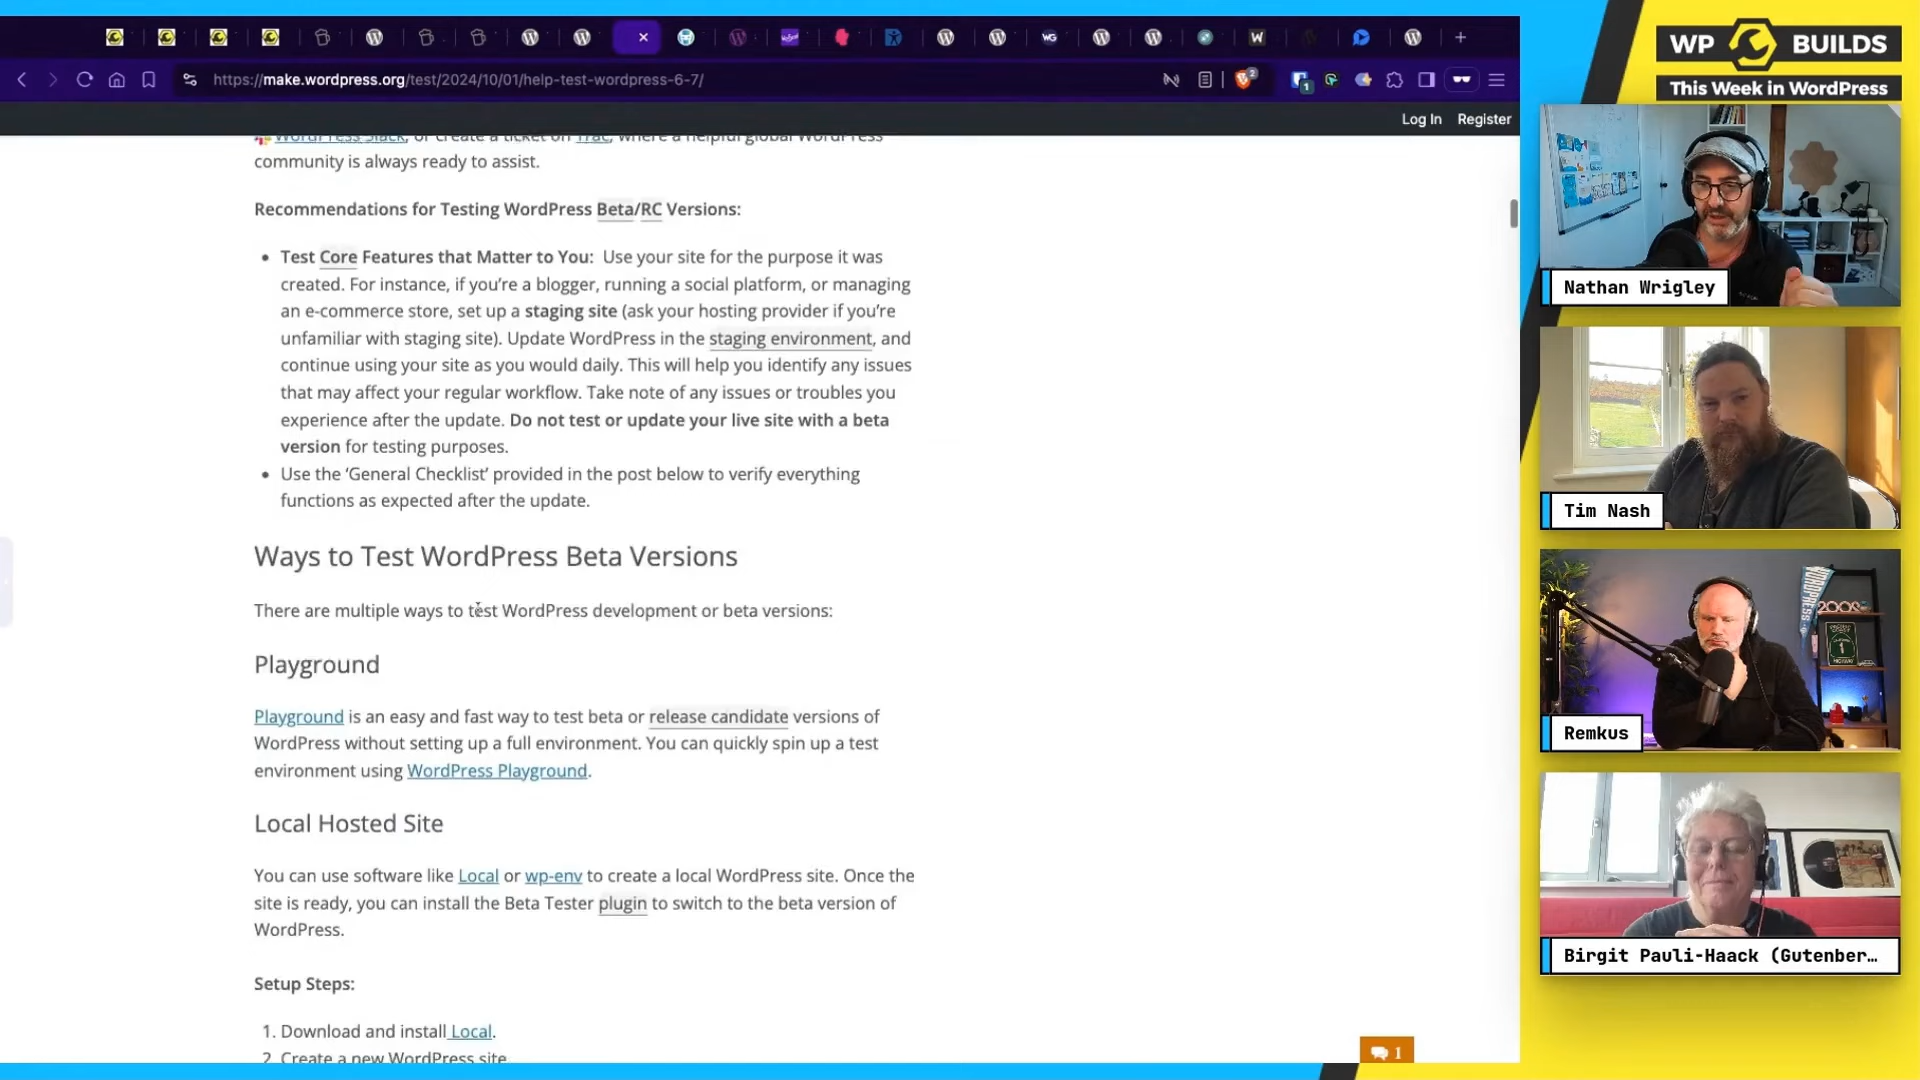 https://make.wordpress.org/test/2024/10/01/help-test-wordpress-6-7/
Log In Register
WordPress Slack, or create a ticket on Trac, where a helpful global WordPress
community is always ready to assist.
Recommendations for Testing WordPress Beta/RC Versions:
Test Core Features that Matter to You: Use your site for the purpose it was
created. For instance, if you're a blogger, running a social platform, or managing
an e-commerce store, set up a staging site (ask your hosting provider if you're
unfamiliar with staging site). Update WordPress in the staging environment, and
continue using your site as you would daily. This will help you identify any issues
that may affect your regular workflow. Take note of any issues or troubles you
experience after the update. Do not test or update your live site with a beta
version for testing purposes.
Use the ‘General Checklist’ provided in the post below to verify everything
functions as expected after the update.
Ways to Test WordPress Beta Versions
There are multiple ways to test WordPress development or beta versions:
Playground
Playground is an easy and fast way to test beta or release candidate versions of
WordPress without setting up a full environment. You can quickly spin up a test
environment using WordPress Playground.
Local Hosted Site
You can use software like Local or wp-env to create a local WordPress site. Once the
site is ready, you can install the Beta Tester plugin to switch to the beta version of
WordPress.
Setup Steps:
1. Download and install Local.
2. Create a new WordPress site
1
WP BUILDS
This Week in WordPress
Nathan Wrigley
Tim Nash
2008
Remkus
Birgit Pauli-Haack (Gutenber…